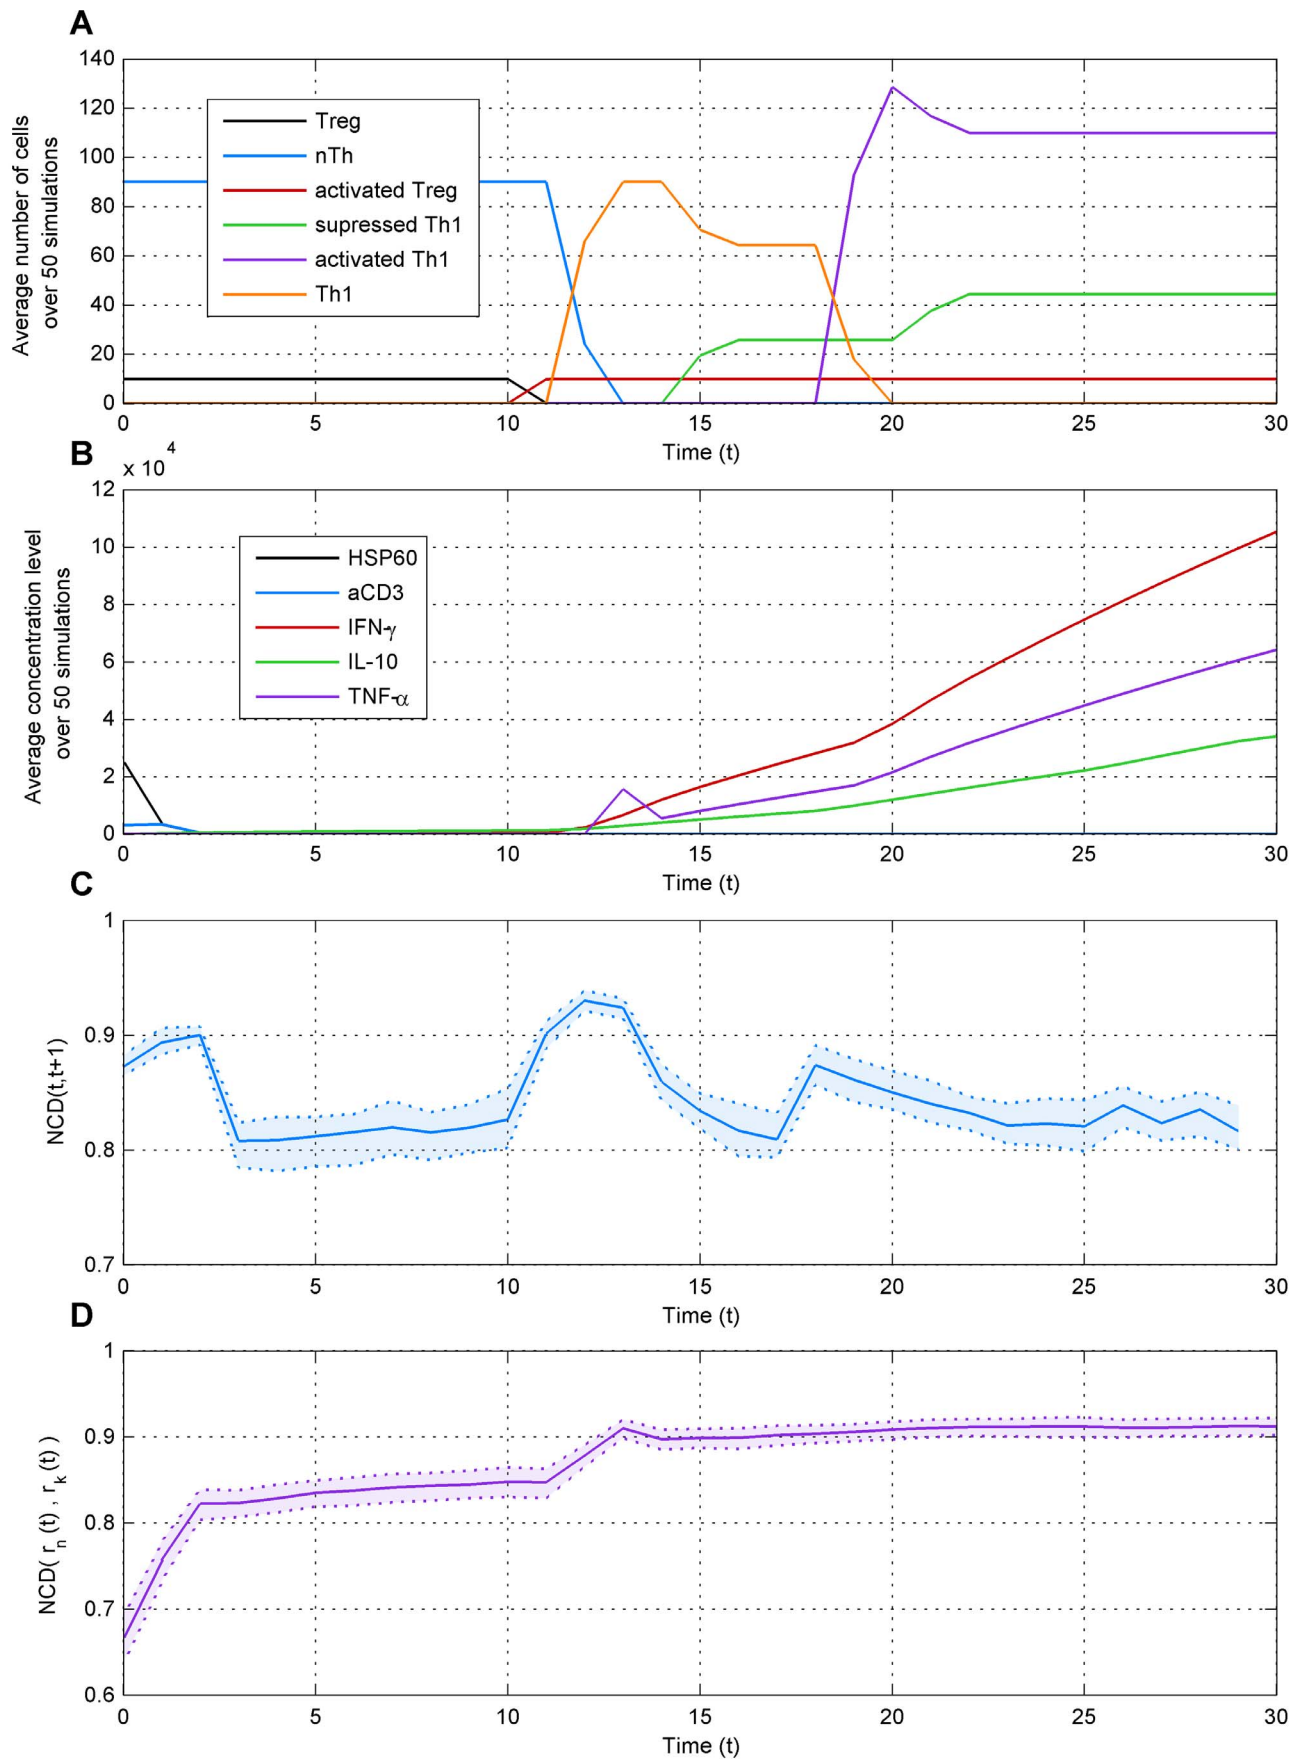 A
Average number of cells
over 50 simulations
140
120
100
80
60
40
20
0
Treg
nTh
activated Treg
supressed Th1
activated Th1
Th1
0 5 10 15 20 25 30
Time (t)
B
x 10^4
Average concentration level
over 50 simulations
12
10
8
6
4
2
0
HSP60
aCD3
IFN-γ
IL-10
TNF-α
0 5 10 15 20 25 30
Time (t)
C
NCD(t,t+1)
1
0.9
0.8
0.7
0 5 10 15 20 25 30
Time (t)
D
NCD( r_n (t) , r_k (t) )
1
0.9
0.8
0.7
0.6
0 5 10 15 20 25 30
Time (t)